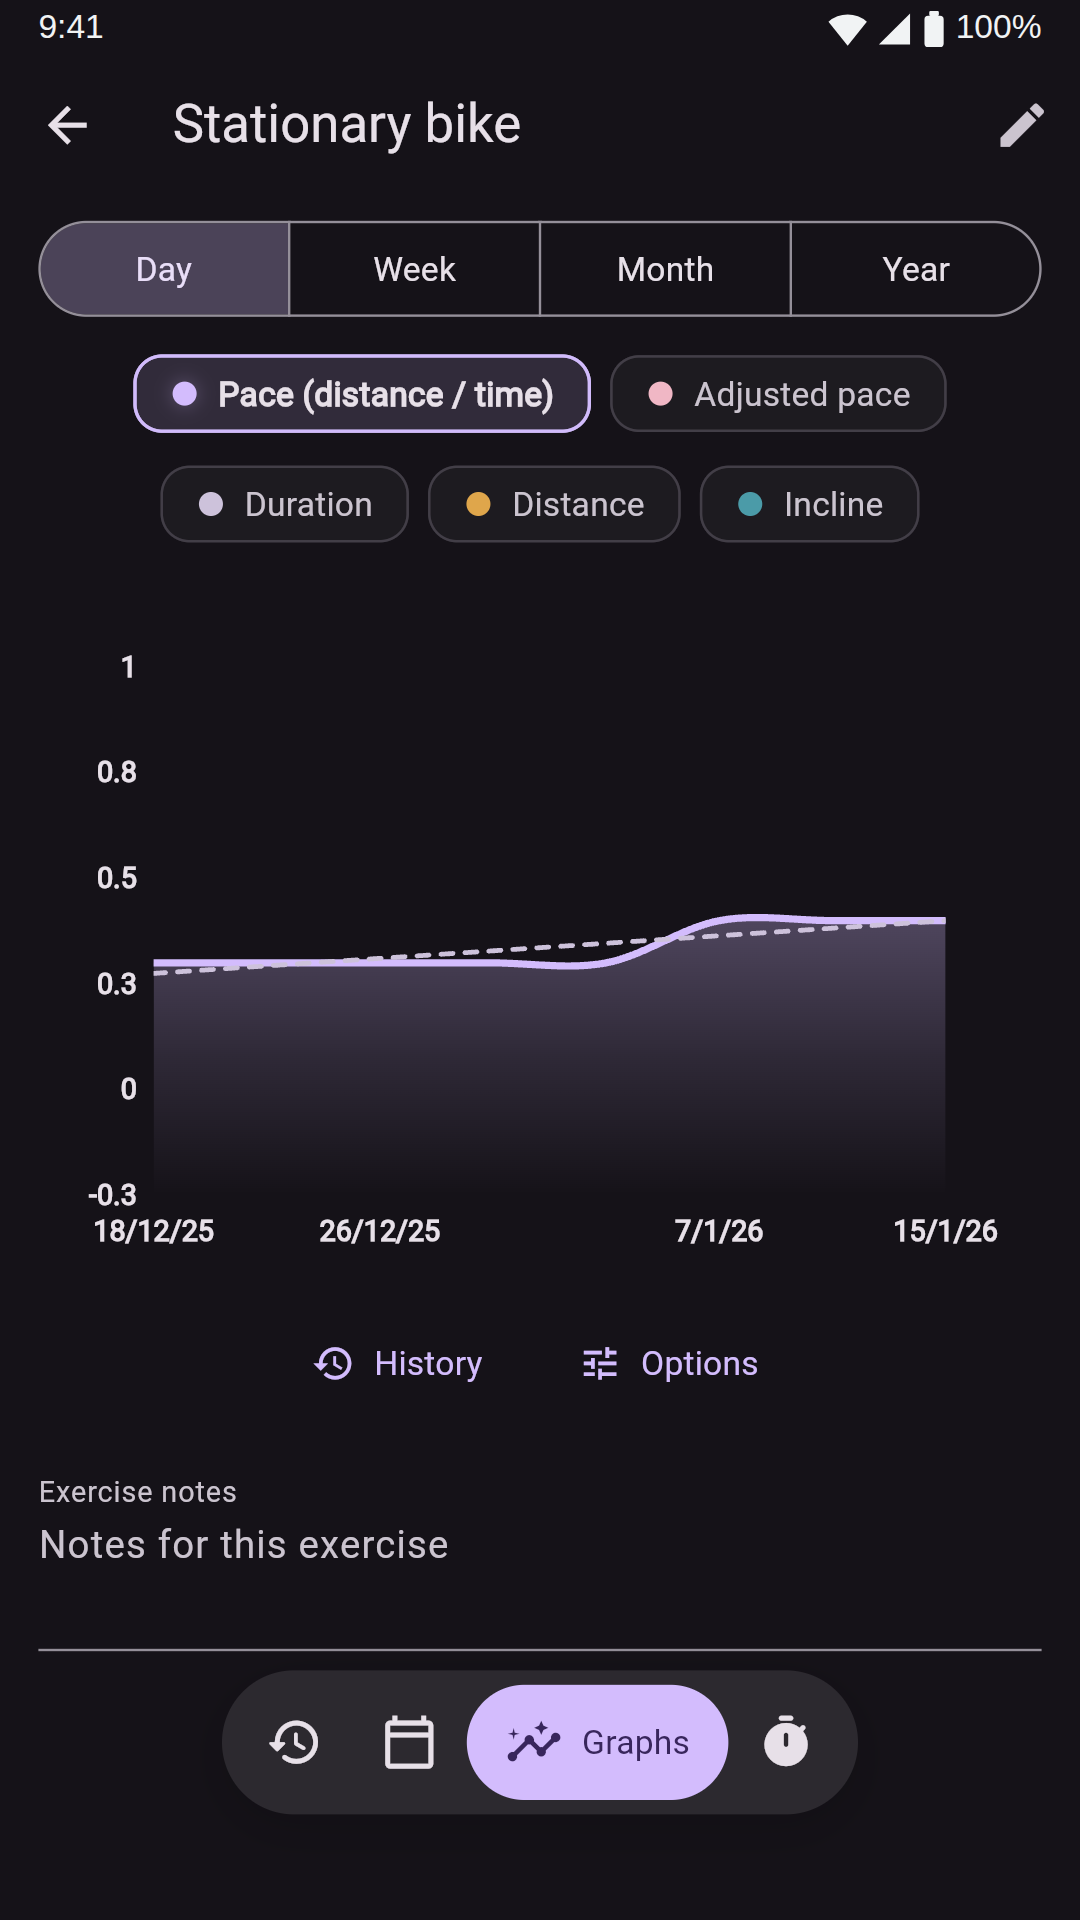 9:41 100%
Stationary bike
Day Week Month Year
Pace (distance / time) Adjusted pace
Duration Distance Incline
1
0.8
0.5
0.3
0
-0.3
18/12/25 26/12/25 7/1/26 15/1/26
History Options
Exercise notes
Notes for this exercise
Graphs